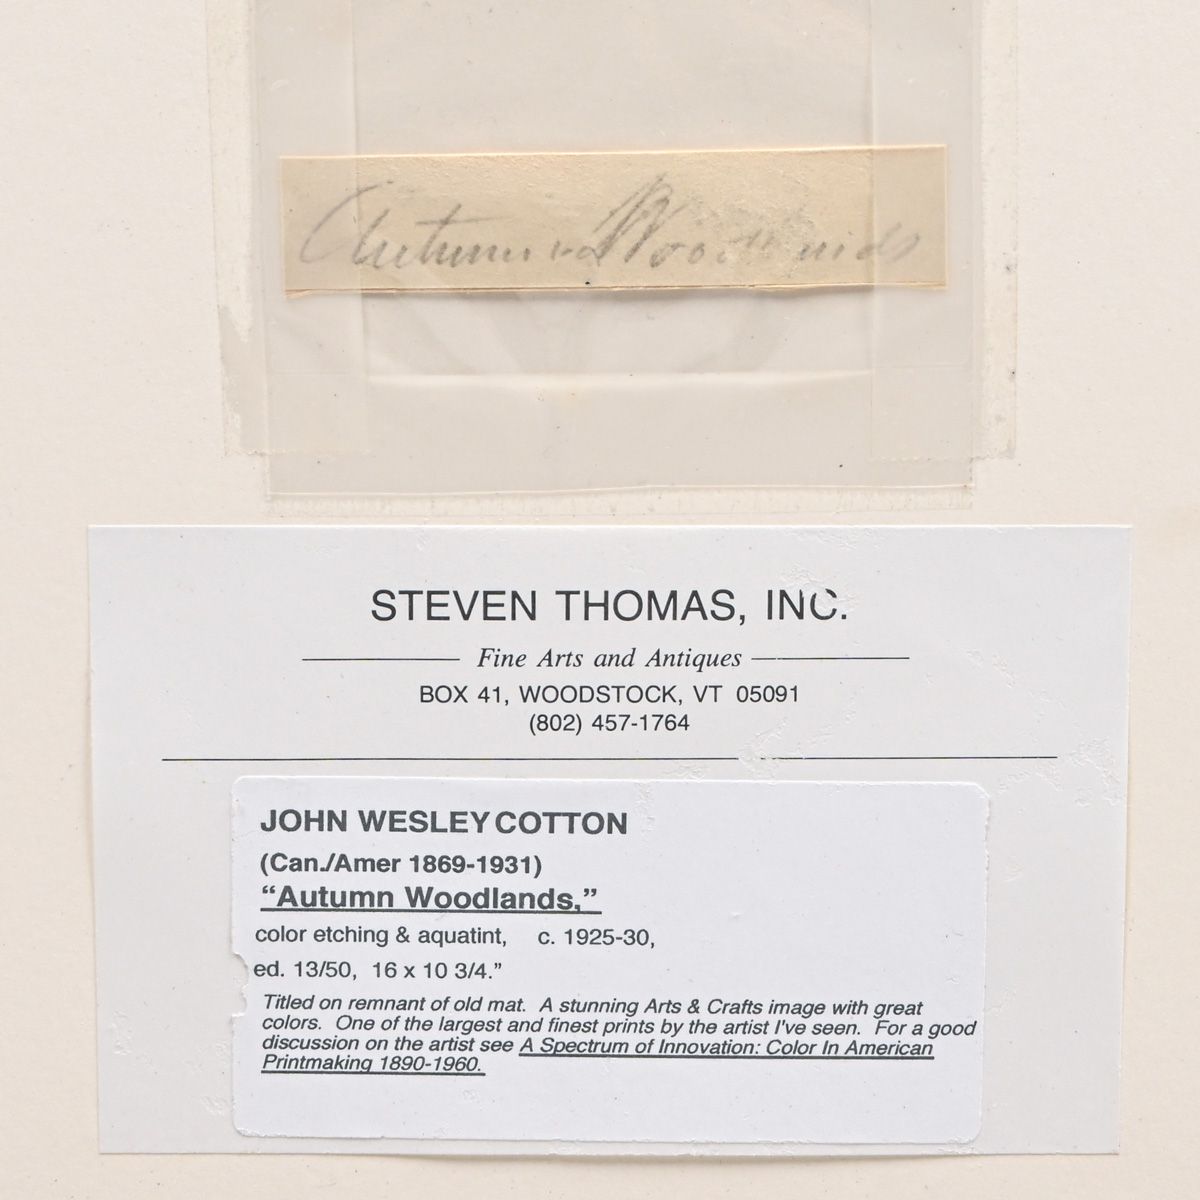 Autumn Woodlands
STEVEN THOMAS, INC.
Fine Arts and Antiques
BOX 41, WOODSTOCK, VT 05091
(802) 457-1764
JOHN WESLEY COTTON
(Can./Amer 1869-1931)
“Autumn Woodlands,”
color etching & aquatint, c. 1925-30,
ed. 13/50, 16 x 10 3/4.”
Titled on remnant of old mat. A stunning Arts & Crafts image with great
colors. One of the largest and finest prints by the artist I've seen. For a good
discussion on the artist see A Spectrum of Innovation: Color In American
Printmaking 1890-1960.